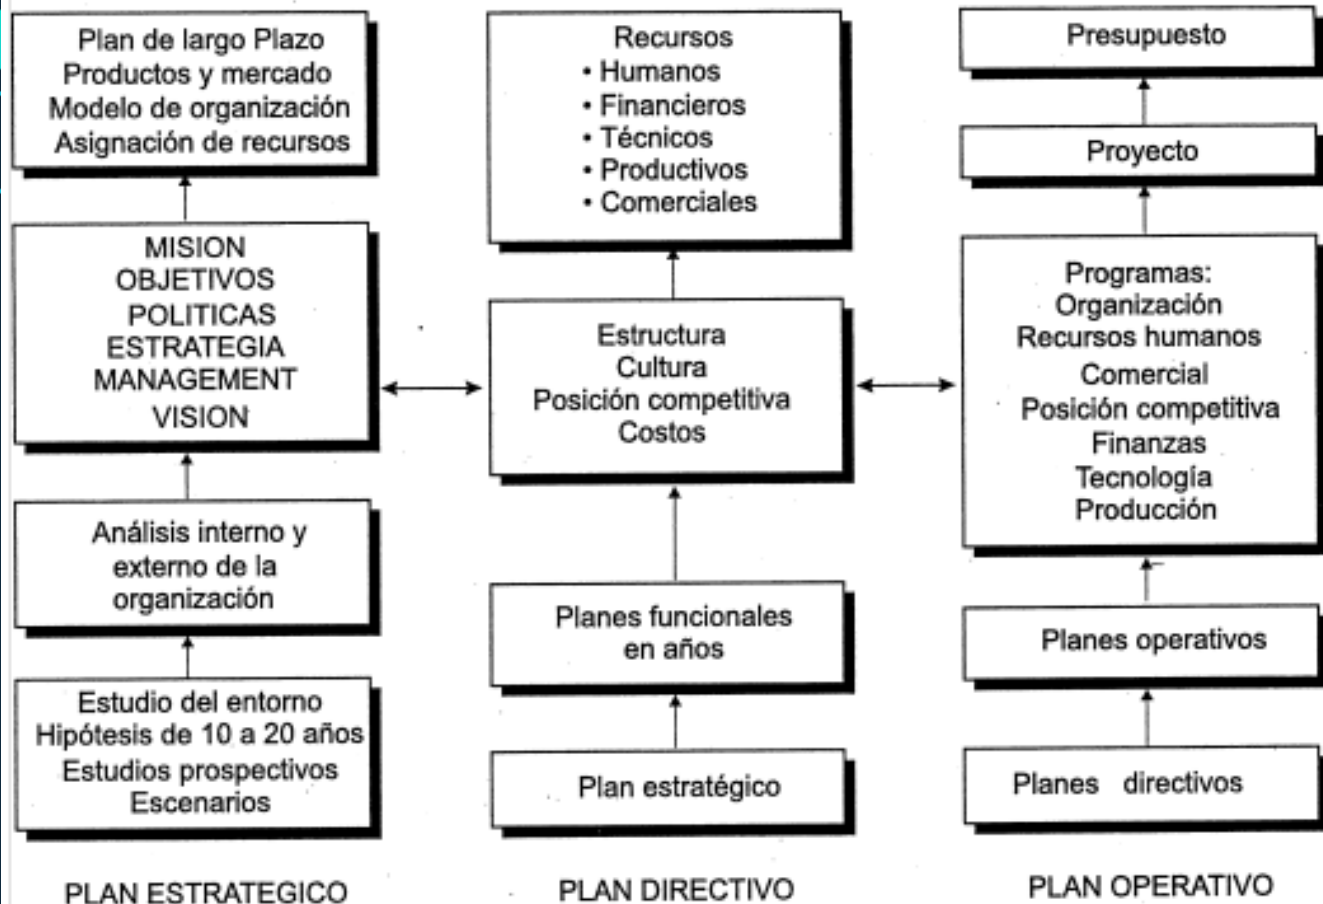 Plan de largo Plazo
Productos y mercado
Modelo de organización
Asignación de recursos
MISION
OBJETIVOS
POLITICAS
ESTRATEGIA
MANAGEMENT
VISION
Análisis interno y
externo de la
organización
Estudio del entorno
Hipótesis de 10 a 20 años
Estudios prospectivos
Escenarios
PLAN ESTRATEGICO
Recursos
• Humanos
• Financieros
• Técnicos
• Productivos
• Comerciales
Estructura
Cultura
Posición competitiva
Costos
Planes funcionales
en años
Plan estratégico
PLAN DIRECTIVO
Presupuesto
Proyecto
Programas:
Organización
Recursos humanos
Comercial
Posición competitiva
Finanzas
Tecnología
Producción
Planes operativos
Planes directivos
PLAN OPERATIVO